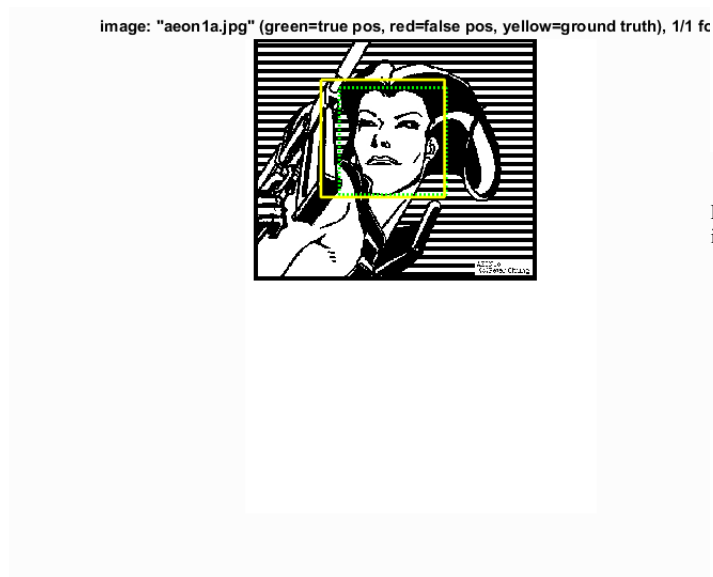 image: "aeon1a.jpg" (green=true pos, red=false pos, yellow=ground truth), 1/1 fo